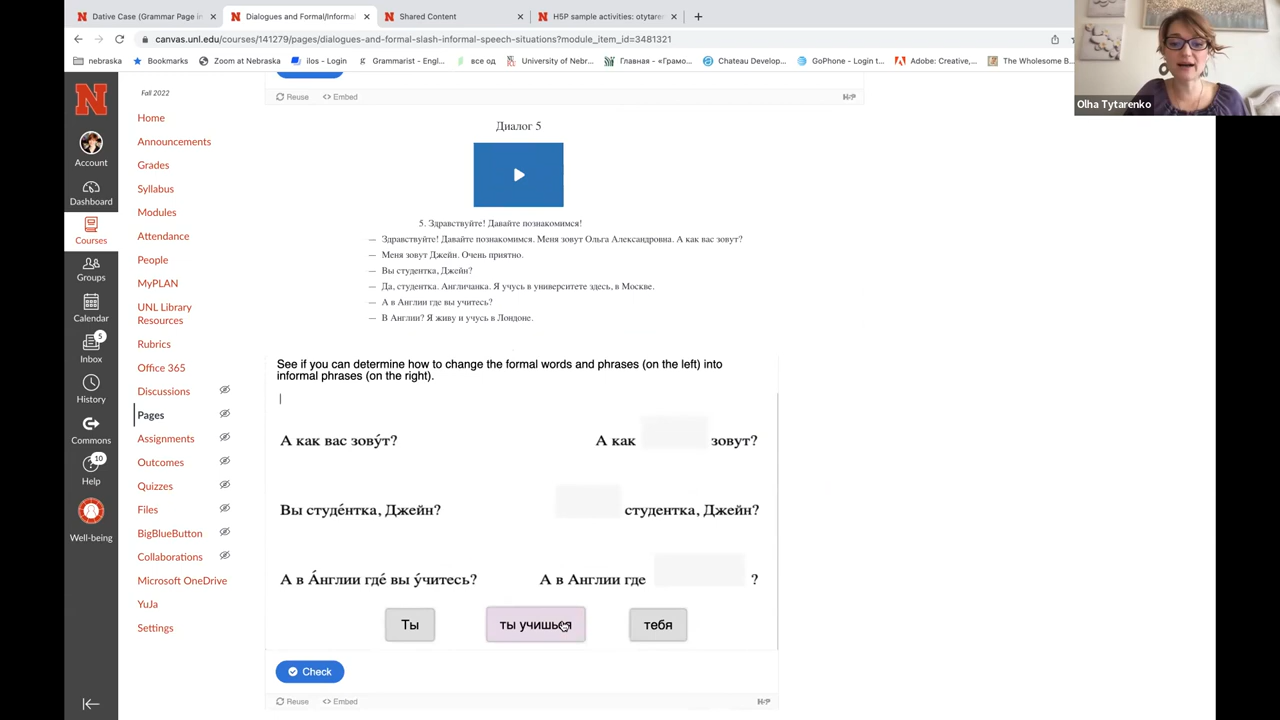 Dative Case (Grammar Page in
Dialogues and Formal/Informal
Shared Content
H5P sample activities: otytare
canvas.unl.edu/courses/141279/pages/dialogues-and-formal-slash-informal-speech-situations?module_item_id=3481321
nebraska
Bookmarks
Zoom at Nebraska
ilos - Login
Grammarist - Engl...
все од
University of Nebr...
Главная - «Грамо...
Chateau Develop...
GoPhone - Login t...
Adobe: Creative,...
The Wholesome B...
Olha Tytarenko
N
Account
Dashboard
Courses
Groups
Calendar
5
Inbox
History
Commons
10
Help
Well-being
Fall 2022
Home
Announcements
Grades
Syllabus
Modules
Attendance
People
MyPLAN
UNL Library
Resources
Rubrics
Office 365
Discussions
Pages
Assignments
Outcomes
Quizzes
Files
BigBlueButton
Collaborations
Microsoft OneDrive
YuJa
Settings
Reuse <> Embed H5P
Диалог 5
5. Здравствуйте! Давайте познакомимся!
— Здравствуйте! Давайте познакомимся. Меня зовут Ольга Александровна. А как вас зовут?
— Меня зовут Джейн. Очень приятно.
— Вы студентка, Джейн?
— Да, студентка. Англичанка. Я учусь в университете здесь, в Москве.
— А в Англии где вы учитесь?
— В Англии? Я живу и учусь в Лондоне.
See if you can determine how to change the formal words and phrases (on the left) into
informal phrases (on the right).
А как вас зову́т? А как зовут?
Вы студе́нтка, Джейн? студентка, Джейн?
А в А́нглии где́ вы у́читесь? А в Англии где ?
Ты ты учишься тебя
Check
Reuse <> Embed H5P